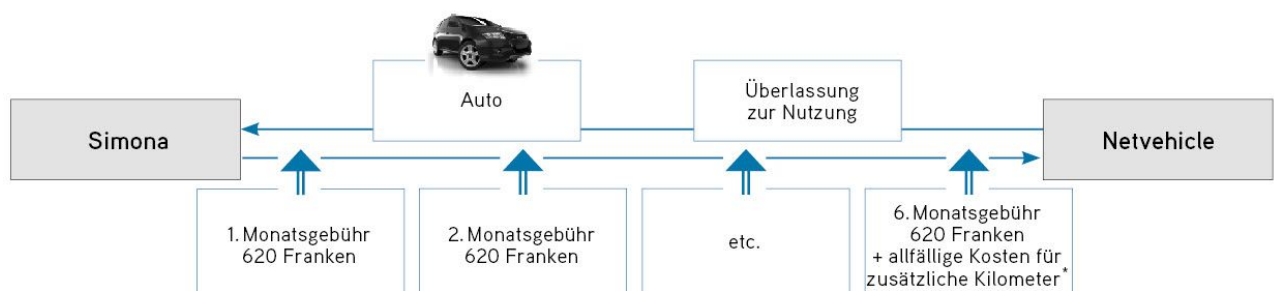 Auto
Überlassung
zur Nutzung
Simona
Netvehicle
1. Monatsgebühr
620 Franken
2. Monatsgebühr
620 Franken
etc.
6. Monatsgebühr
620 Franken
+ allfällige Kosten für
zusätzliche Kilometer*